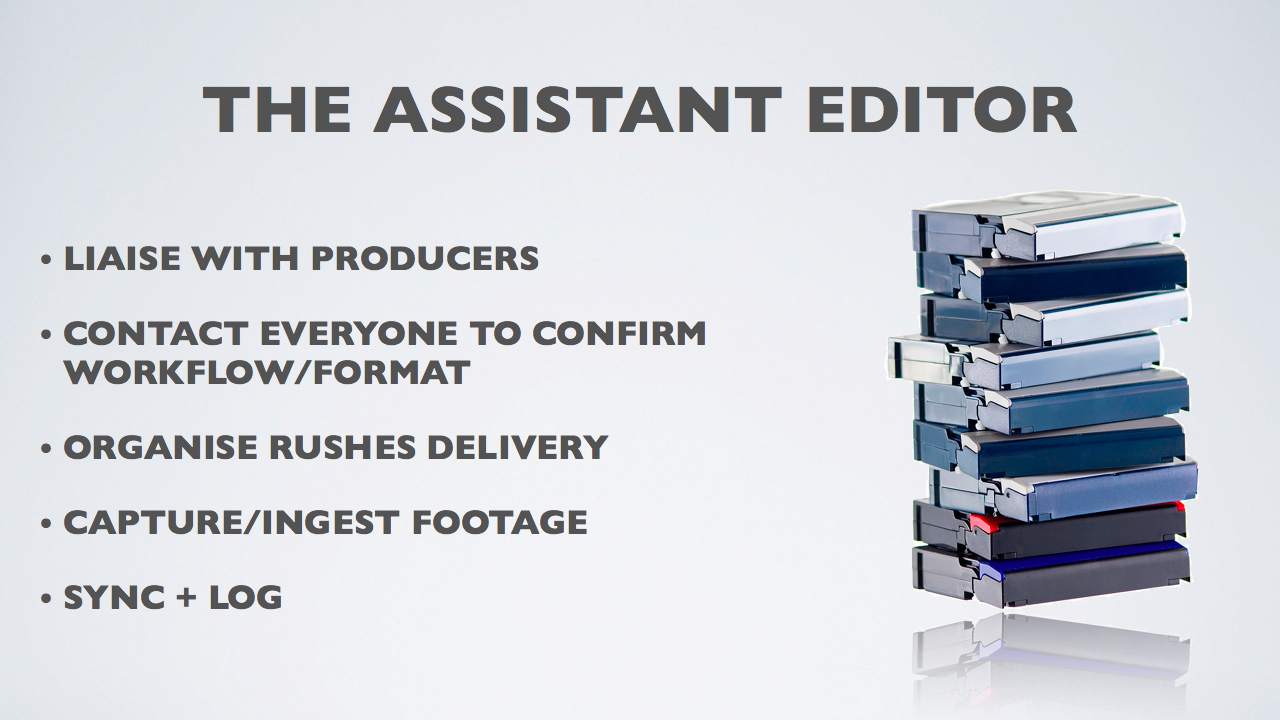 THE ASSISTANT EDITOR
• LIAISE WITH PRODUCERS
• CONTACT EVERYONE TO CONFIRM
WORKFLOW/FORMAT
• ORGANISE RUSHES DELIVERY
• CAPTURE/INGEST FOOTAGE
• SYNC + LOG